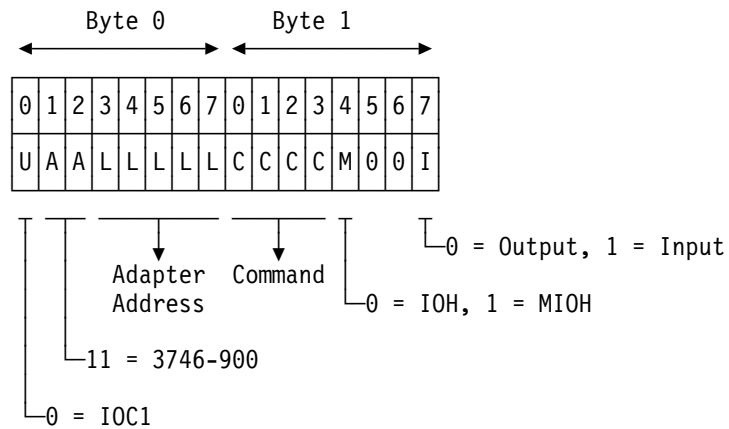 Byte 0 Byte 1
0 1 2 3 4 5 6 7 0 1 2 3 4 5 6 7
U A A L L L L L C C C C M 0 0 I
0 = Output, 1 = Input
Adapter Command
Address
0 = IOH, 1 = MIOH
11 = 3746-900
0 = IOC1